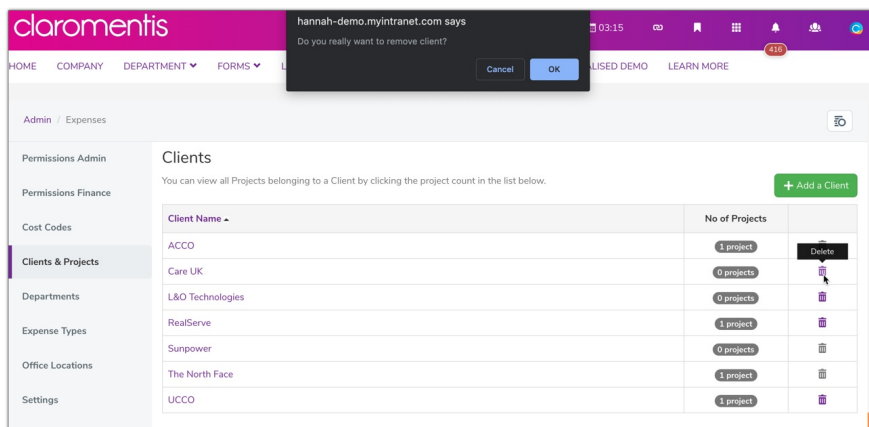 claromentis
hannah-demo.myintranet.com says
Do you really want to remove client?
Cancel OK
03:15
416
HOME COMPANY DEPARTMENT FORMS L ALISED DEMO LEARN MORE
Admin / Expenses
Permissions Admin
Permissions Finance
Cost Codes
Clients & Projects
Departments
Expense Types
Office Locations
Settings
Clients
You can view all Projects belonging to a Client by clicking the project count in the list below.
+ Add a Client
Client Name No of Projects
ACCO 1 project
Delete
Care UK 0 projects
L&O Technologies 0 projects
RealServe 1 project
Sunpower 0 projects
The North Face 1 project
UCCO 1 project